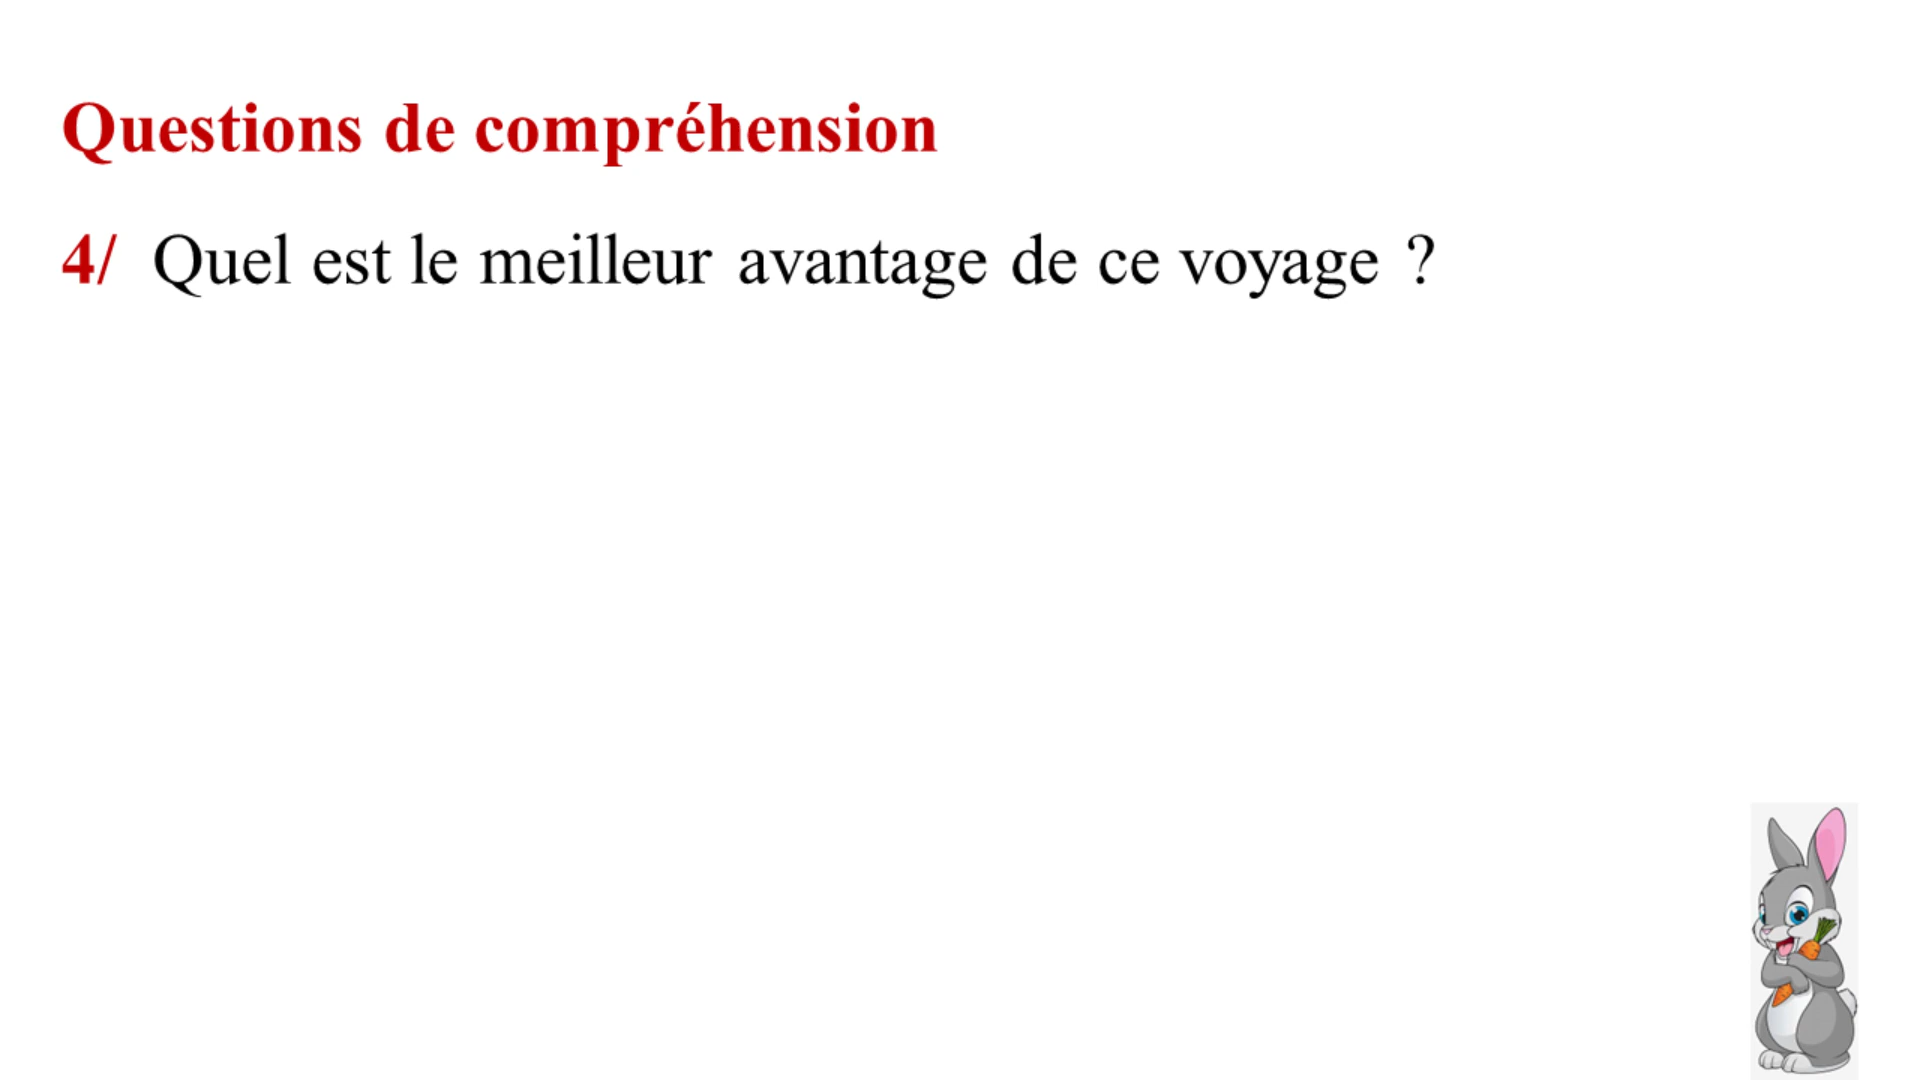 Questions de compréhension
4/ Quel est le meilleur avantage de ce voyage ?